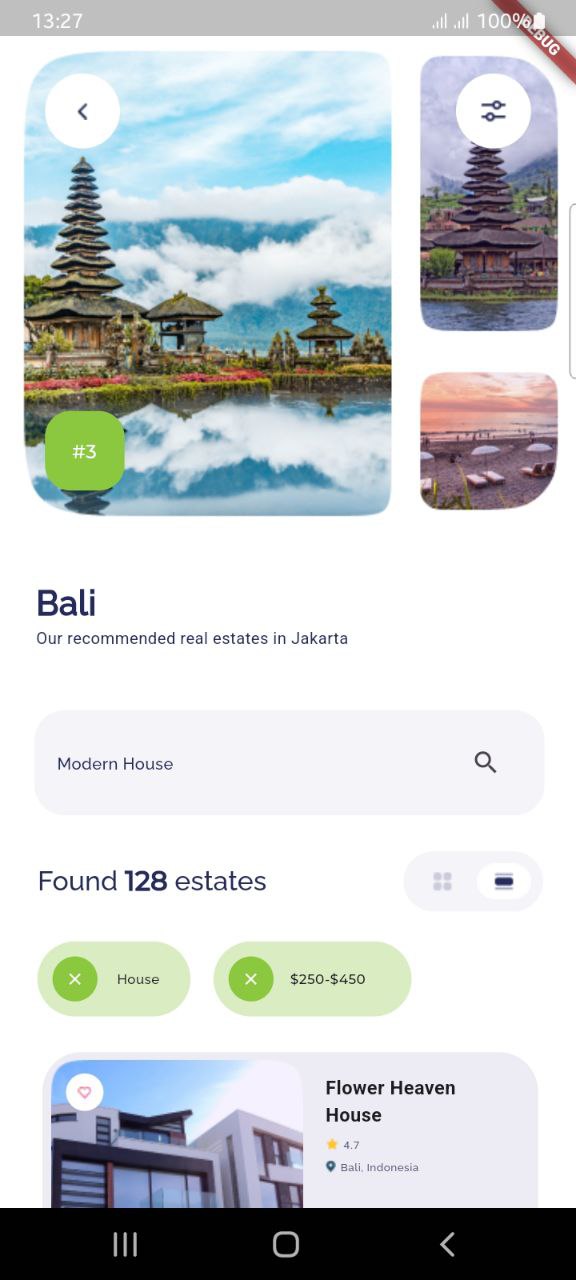 13:27
100%
DEBUG
#3
Bali
Our recommended real estates in Jakarta
Modern House
Found 128 estates
House
$250-$450
Flower Heaven
House
4.7
Bali, Indonesia